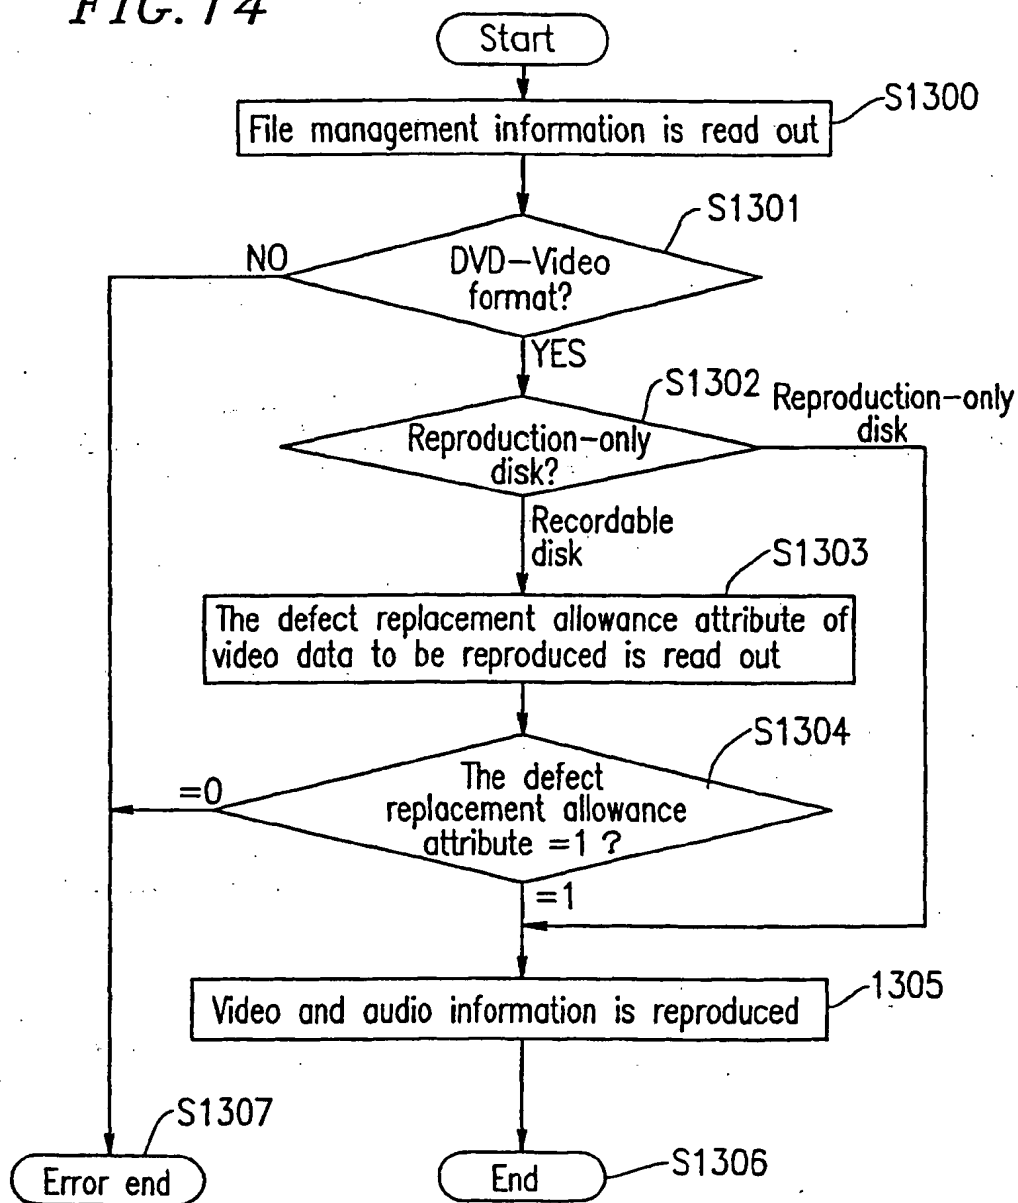 FIG. 14
Start
S1300
File management information is read out
S1301
NO
DVD-Video
format?
YES
S1302
Reproduction-only
disk
Reproduction-only
disk?
Recordable
disk
S1303
The defect replacement allowance attribute of
video data to be reproduced is read out
S1304
=0
The defect
replacement allowance
attribute =1 ?
=1
1305
Video and audio information is reproduced
S1307
Error end
S1306
End